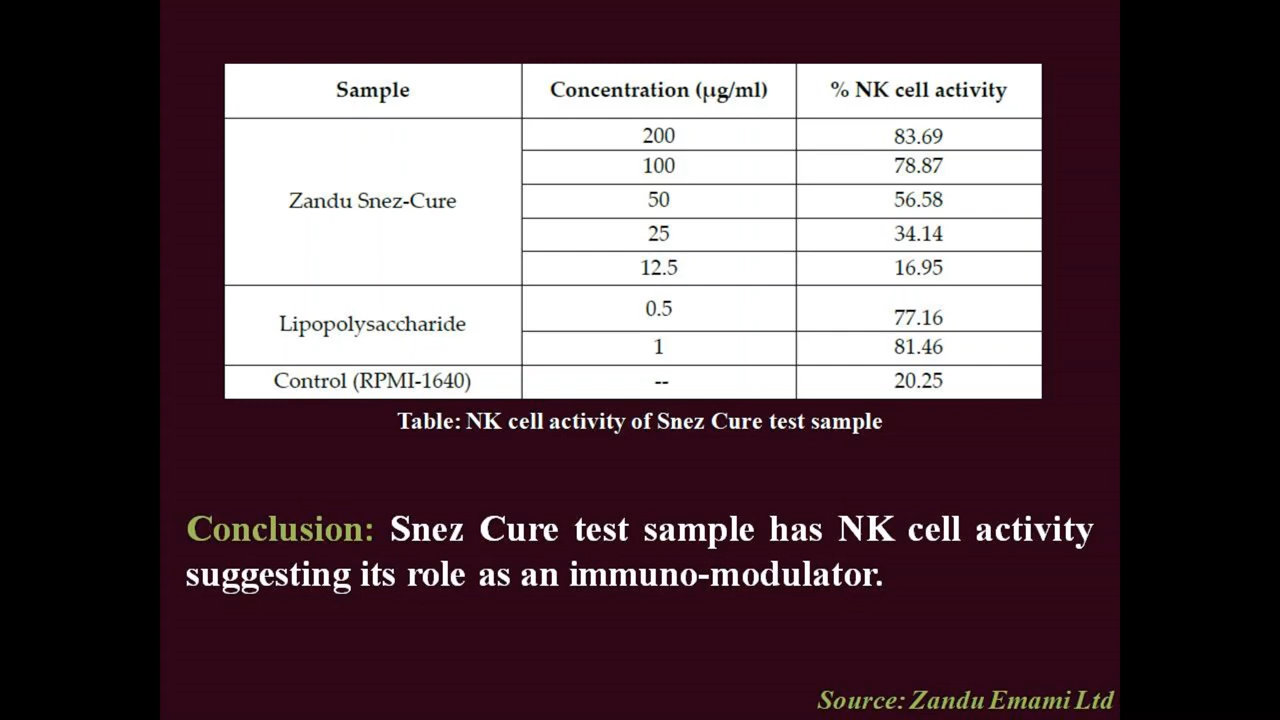 Sample Concentration (µg/ml) % NK cell activity
200 83.69
100 78.87
Zandu Snez-Cure 50 56.58
25 34.14
12.5 16.95
Lipopolysaccharide 0.5 77.16
1 81.46
Control (RPMI-1640) -- 20.25
Table: NK cell activity of Snez Cure test sample
Conclusion: Snez Cure test sample has NK cell activity
suggesting its role as an immuno-modulator.
Source: Zandu Emami Ltd